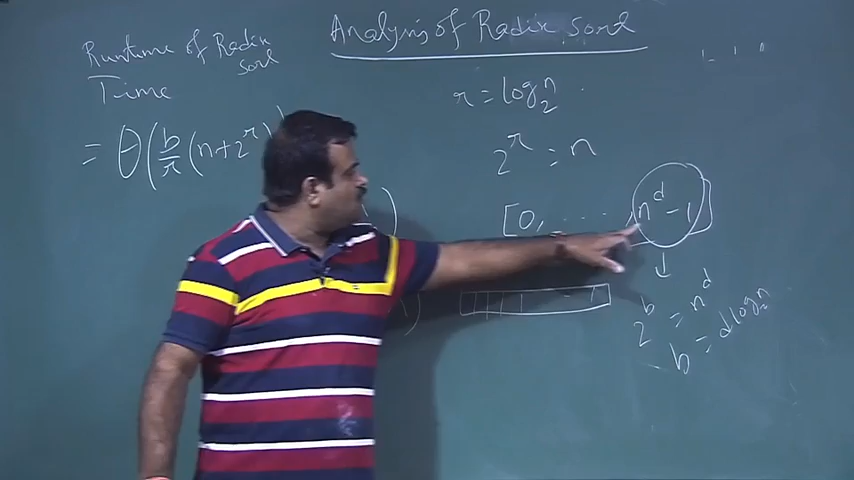 Analysis of Radix Sort
Runtime of Radix
Sort
Time
= Θ(b/r (n+2^r)
r = log₂n
2^r = n
[0, .... n^d - 1]
2^b = n^d
b = d log₂n